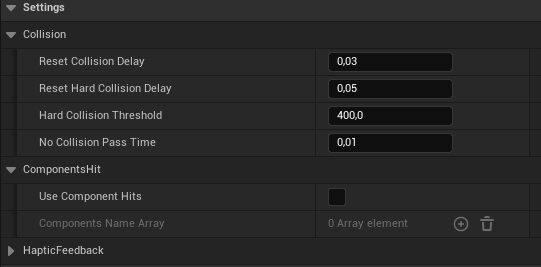 Settings
Collision
Reset Collision Delay 0,03
Reset Hard Collision Delay 0,05
Hard Collision Threshold 400,0
No Collision Pass Time 0,01
ComponentsHit
Use Component Hits
Components Name Array 0 Array element
HapticFeedback